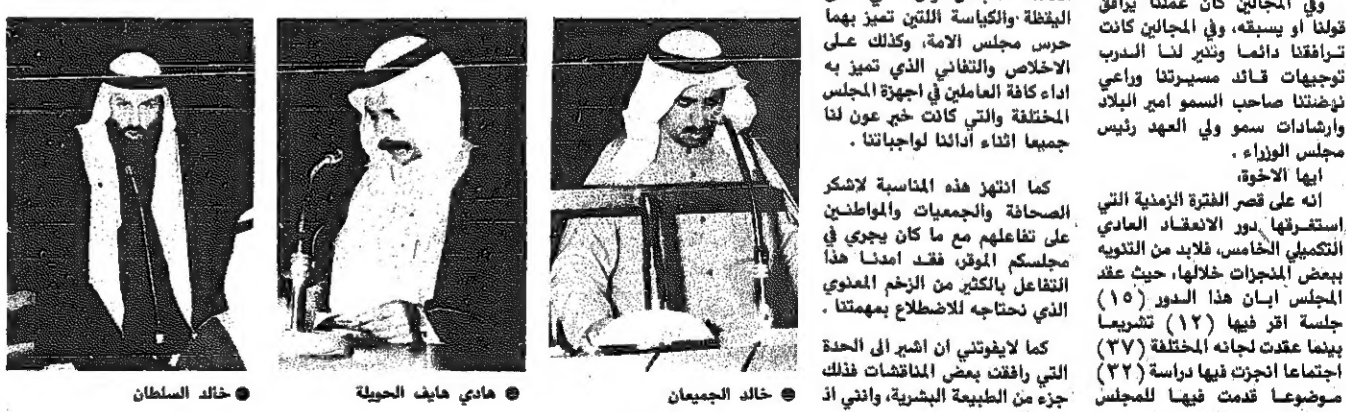 وفي المجالين كان عملنا يرافق
قولنا او يسبقه، وفي المجالين كانت
ترافقنا دائما وتنير لنا الدرب
توجيهات قائد مسيرتنا وراعي
نهضتنا صاحب السمو امير البلاد
وارشادات سمو ولي العهد رئيس
مجلس الوزراء .
ايها الاخوة،
انه على قصر الفترة الزمنية التي
استغرقها دور الانعقاد العادي
التكميلي الخامس، فلابد من التنويه
ببعض المنجزات خلالها، حيث عقد
المجلس ابان هذا الدور (١٥)
جلسة اقر فيها (١٢) تشريعا
بينما عقدت لجانه المختلفة (٣٧)
اجتماعا انجزت فيها دراسة (٣٢)
موضوعا قدمت فيها للمجلس
اليقظة والكياسة اللتين تميز بهما
حرس مجلس الامة، وكذلك على
الاخلاص والتفاني الذي تميز به
اداء كافة العاملين في اجهزة المجلس
المختلفة والتي كانت خير عون لنا
جميعا اثناء ادائنا لواجباتنا .
كما انتهز هذه المناسبة لاشكر
الصحافة والجمعيات والمواطنين
على تفاعلهم مع ما كان يجري في
مجلسكم الموقر، فقد امدنا هذا
التفاعل بالكثير من الزخم المعنوي
الذي نحتاجه للاضطلاع بمهمتنا .
كما لايفوتني ان اشير الى الحدة
التي رافقت بعض المناقشات فذلك
جزء من الطبيعة البشرية، وانني اذ
● خالد الجميعان
● هادي هايف الحويلة
● خالد السلطان